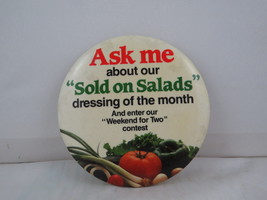 Ask me
about our
"Sold on Salads"
dressing of the month
And enter our
"Weekend for Two"
contest